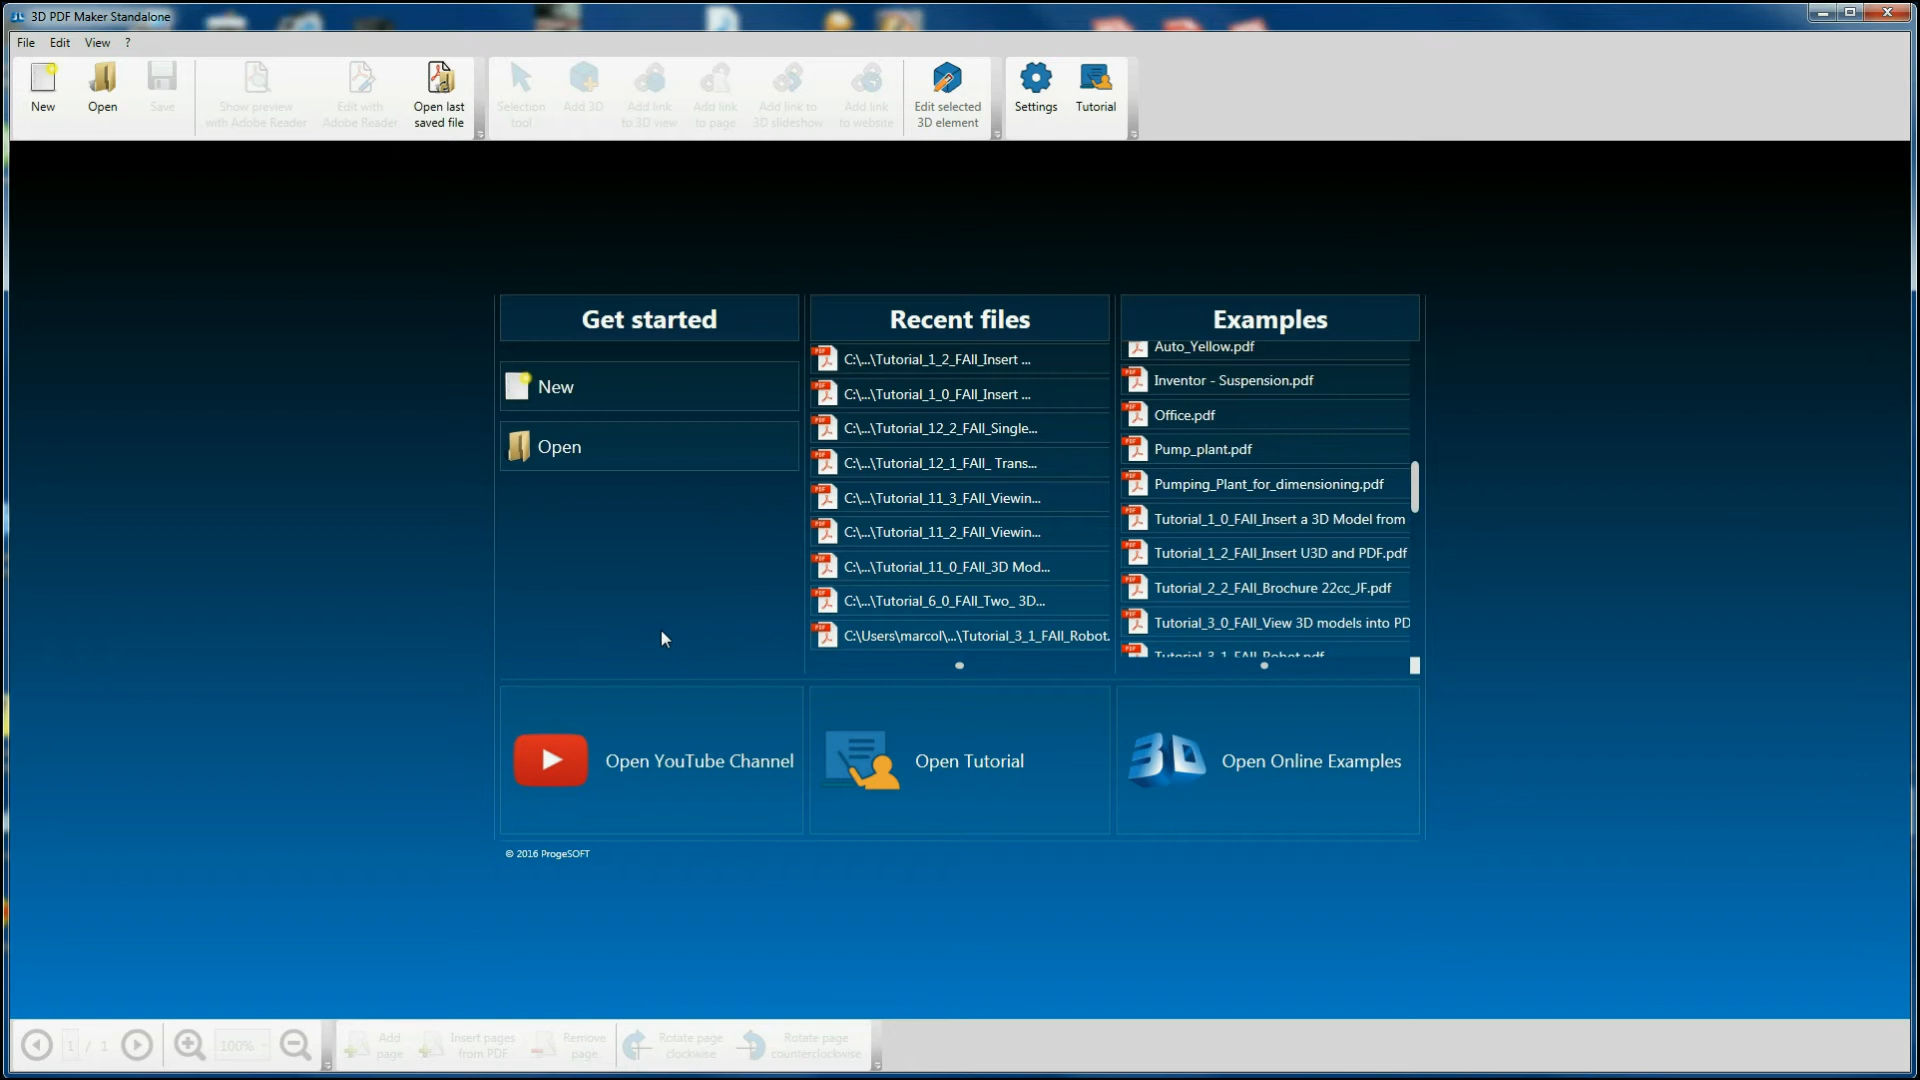 3D PDF Maker Standalone
File Edit View ?
New
Open
Save
Show preview
with Adobe Reader
Edit with
Adobe Reader
Open last
saved file
Selection
tool
Add 3D
Add link
to 3D view
Add link
to page
Add link to
3D slideshow
Add link
to website
Edit selected
3D element
Settings
Tutorial
Get started
New
Open
Recent files
C:\...\Tutorial_1_2_FAll_Insert ...
C:\...\Tutorial_1_0_FAll_Insert ...
C:\...\Tutorial_12_2_FAll_Single...
C:\...\Tutorial_12_1_FAll_ Trans...
C:\...\Tutorial_11_3_FAll_Viewin...
C:\...\Tutorial_11_2_FAll_Viewin...
C:\...\Tutorial_11_0_FAll_3D Mod...
C:\...\Tutorial_6_0_FAll_Two_ 3D...
C:\Users\marcol\...\Tutorial_3_1_FAll_Robot.
Examples
Auto_Yellow.pdf
Inventor - Suspension.pdf
Office.pdf
Pump_plant.pdf
Pumping_Plant_for_dimensioning.pdf
Tutorial_1_0_FAll_Insert a 3D Model from
Tutorial_1_2_FAll_Insert U3D and PDF.pdf
Tutorial_2_2_FAll_Brochure 22cc_JF.pdf
Tutorial_3_0_FAll_View 3D models into PD
Tutorial_3_1_FAll_Robot.pdf
Open YouTube Channel
Open Tutorial
3D Open Online Examples
© 2016 ProgeSOFT
1 / 1
100%
Add
page
Insert pages
from PDF
Remove
page
Rotate page
clockwise
Rotate page
counterclockwise